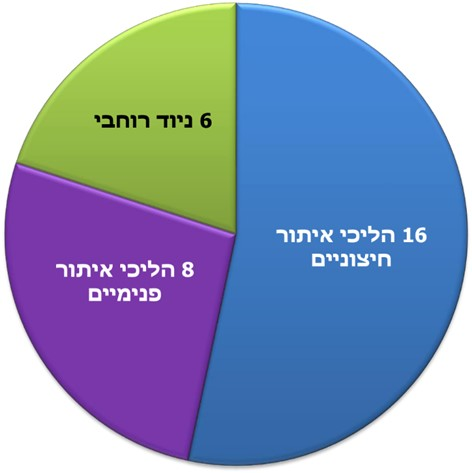 6 ניוד רוחבי
16 הליכי איתור
חיצוניים
8 הליכי איתור
פנימיים